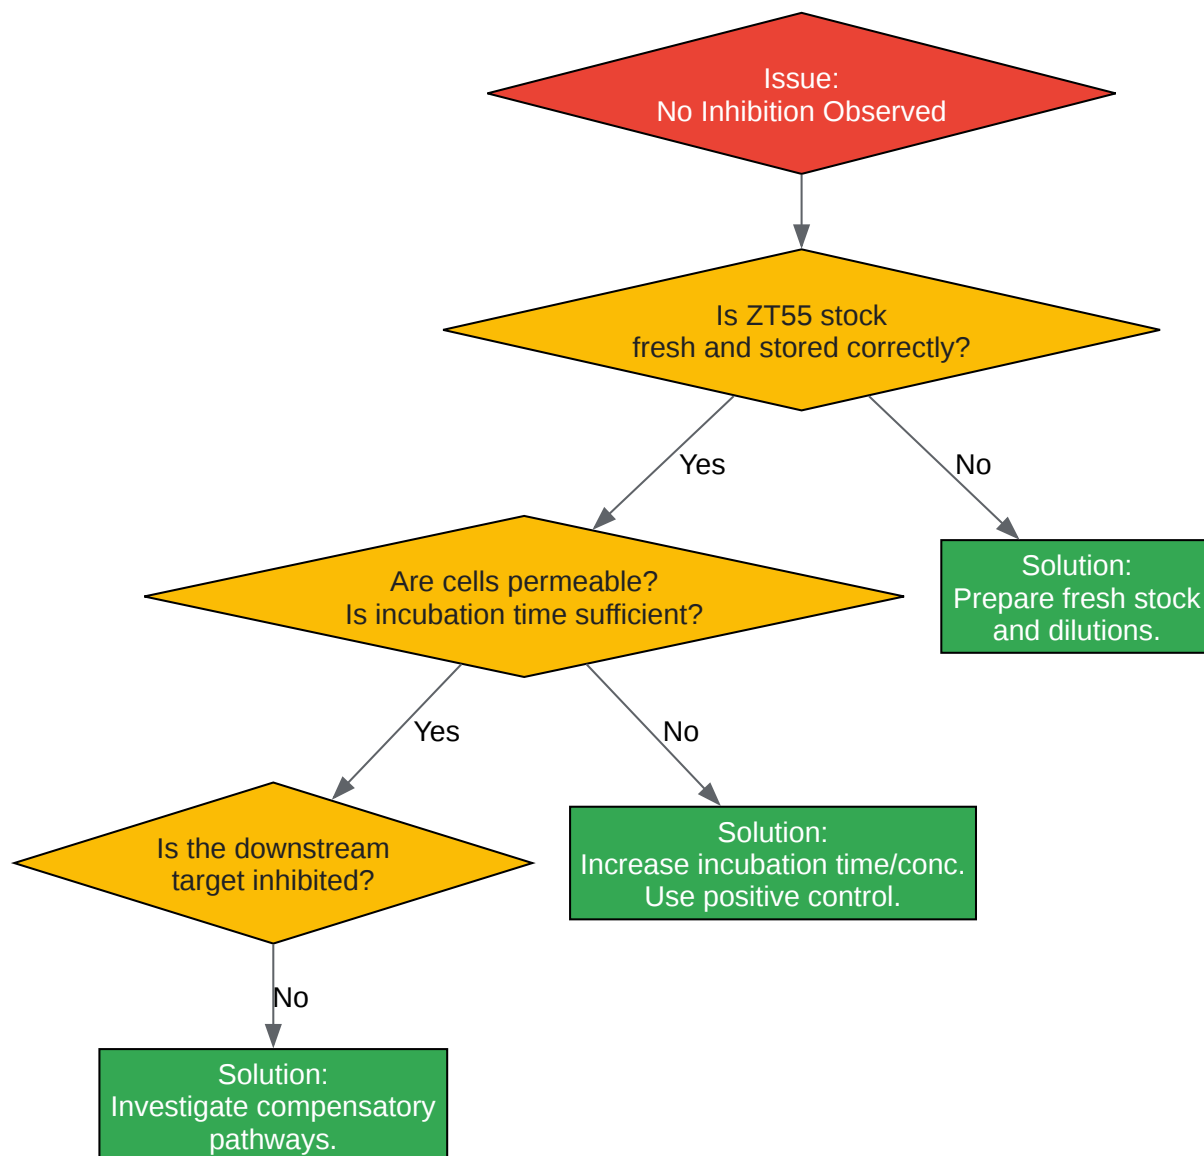 Issue:
No Inhibition Observed
Is ZT55 stock
fresh and stored correctly?
Yes
No
Are cells permeable?
Is incubation time sufficient?
Solution:
Prepare fresh stock
and dilutions.
Yes
No
Is the downstream
target inhibited?
Solution:
Increase incubation time/conc.
Use positive control.
No
Solution:
Investigate compensatory
pathways.